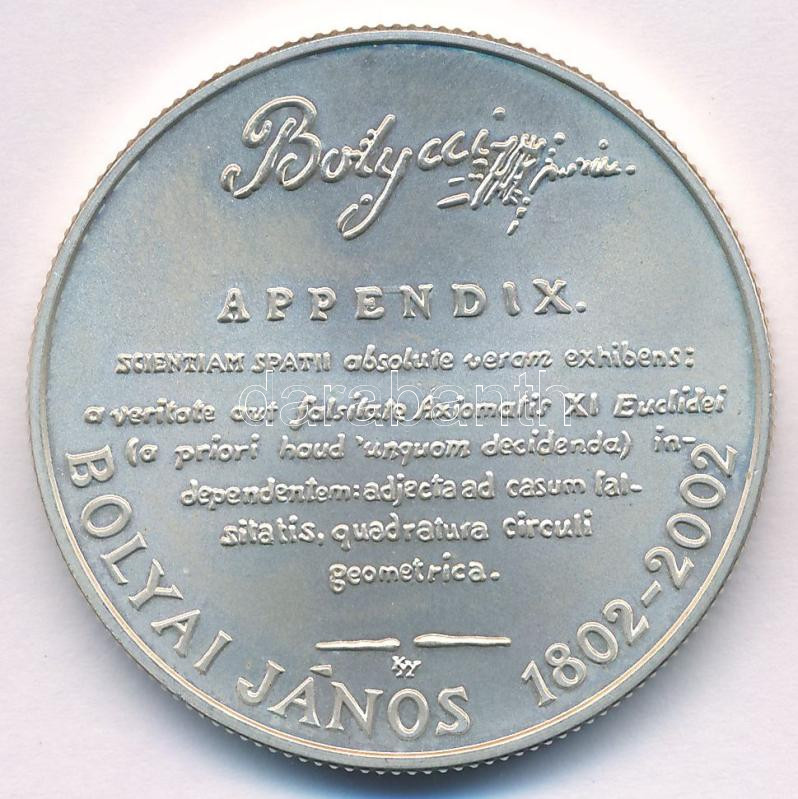 Bolyai
APPENDIX.
SCIENTIAM SPATII absolute veram exhibens:
a veritate aut falsitate Axiomatis XI Euclidei
(a priori haud unquam decidenda) in-
dependentem: adjecta ad casum fal-
sitatis, quadratura circuli
geometrica.
BOLYAI JÁNOS 1802-2002
darabanth